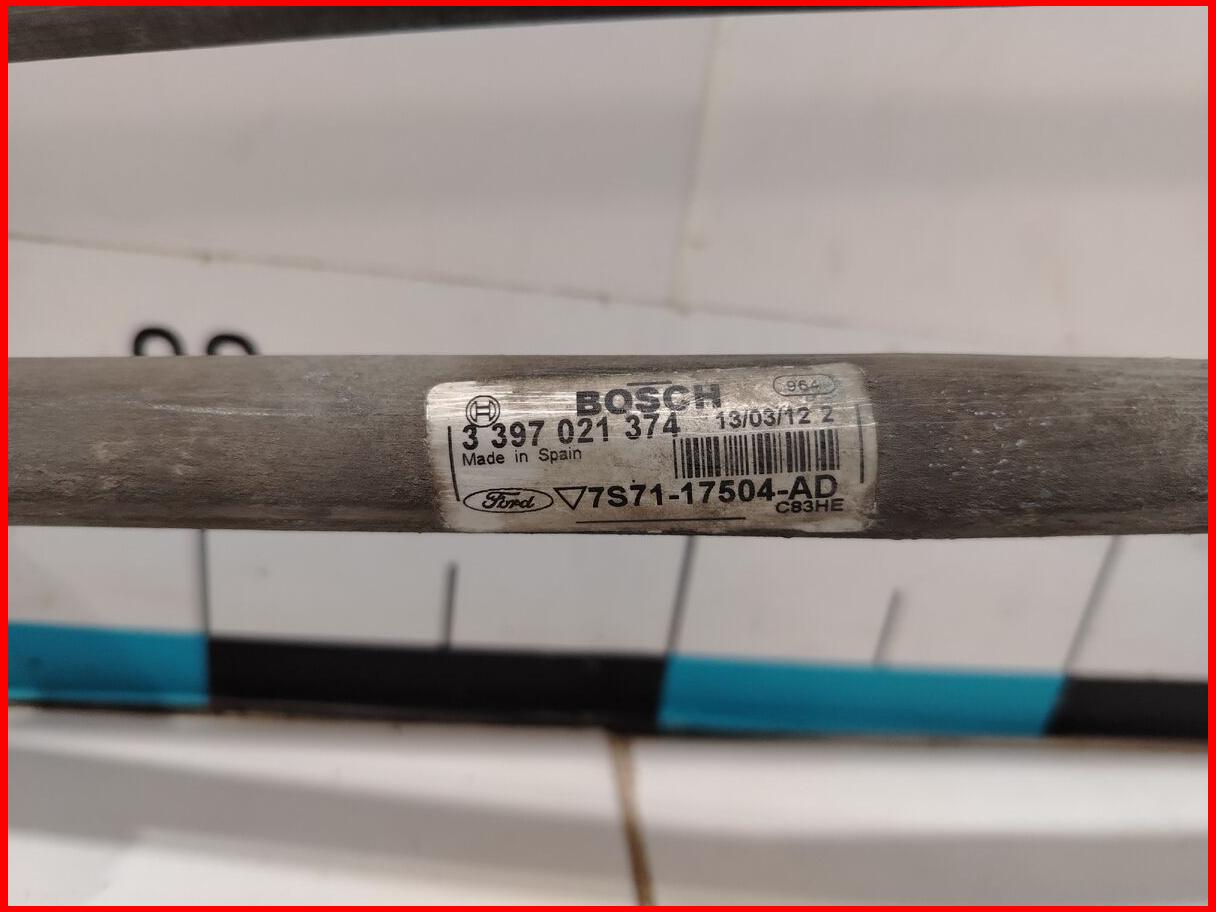 BOSCH 964
3 397 021 374 13/03/12 2
Made in Spain
Ford 7S71-17504-AD
C83HE